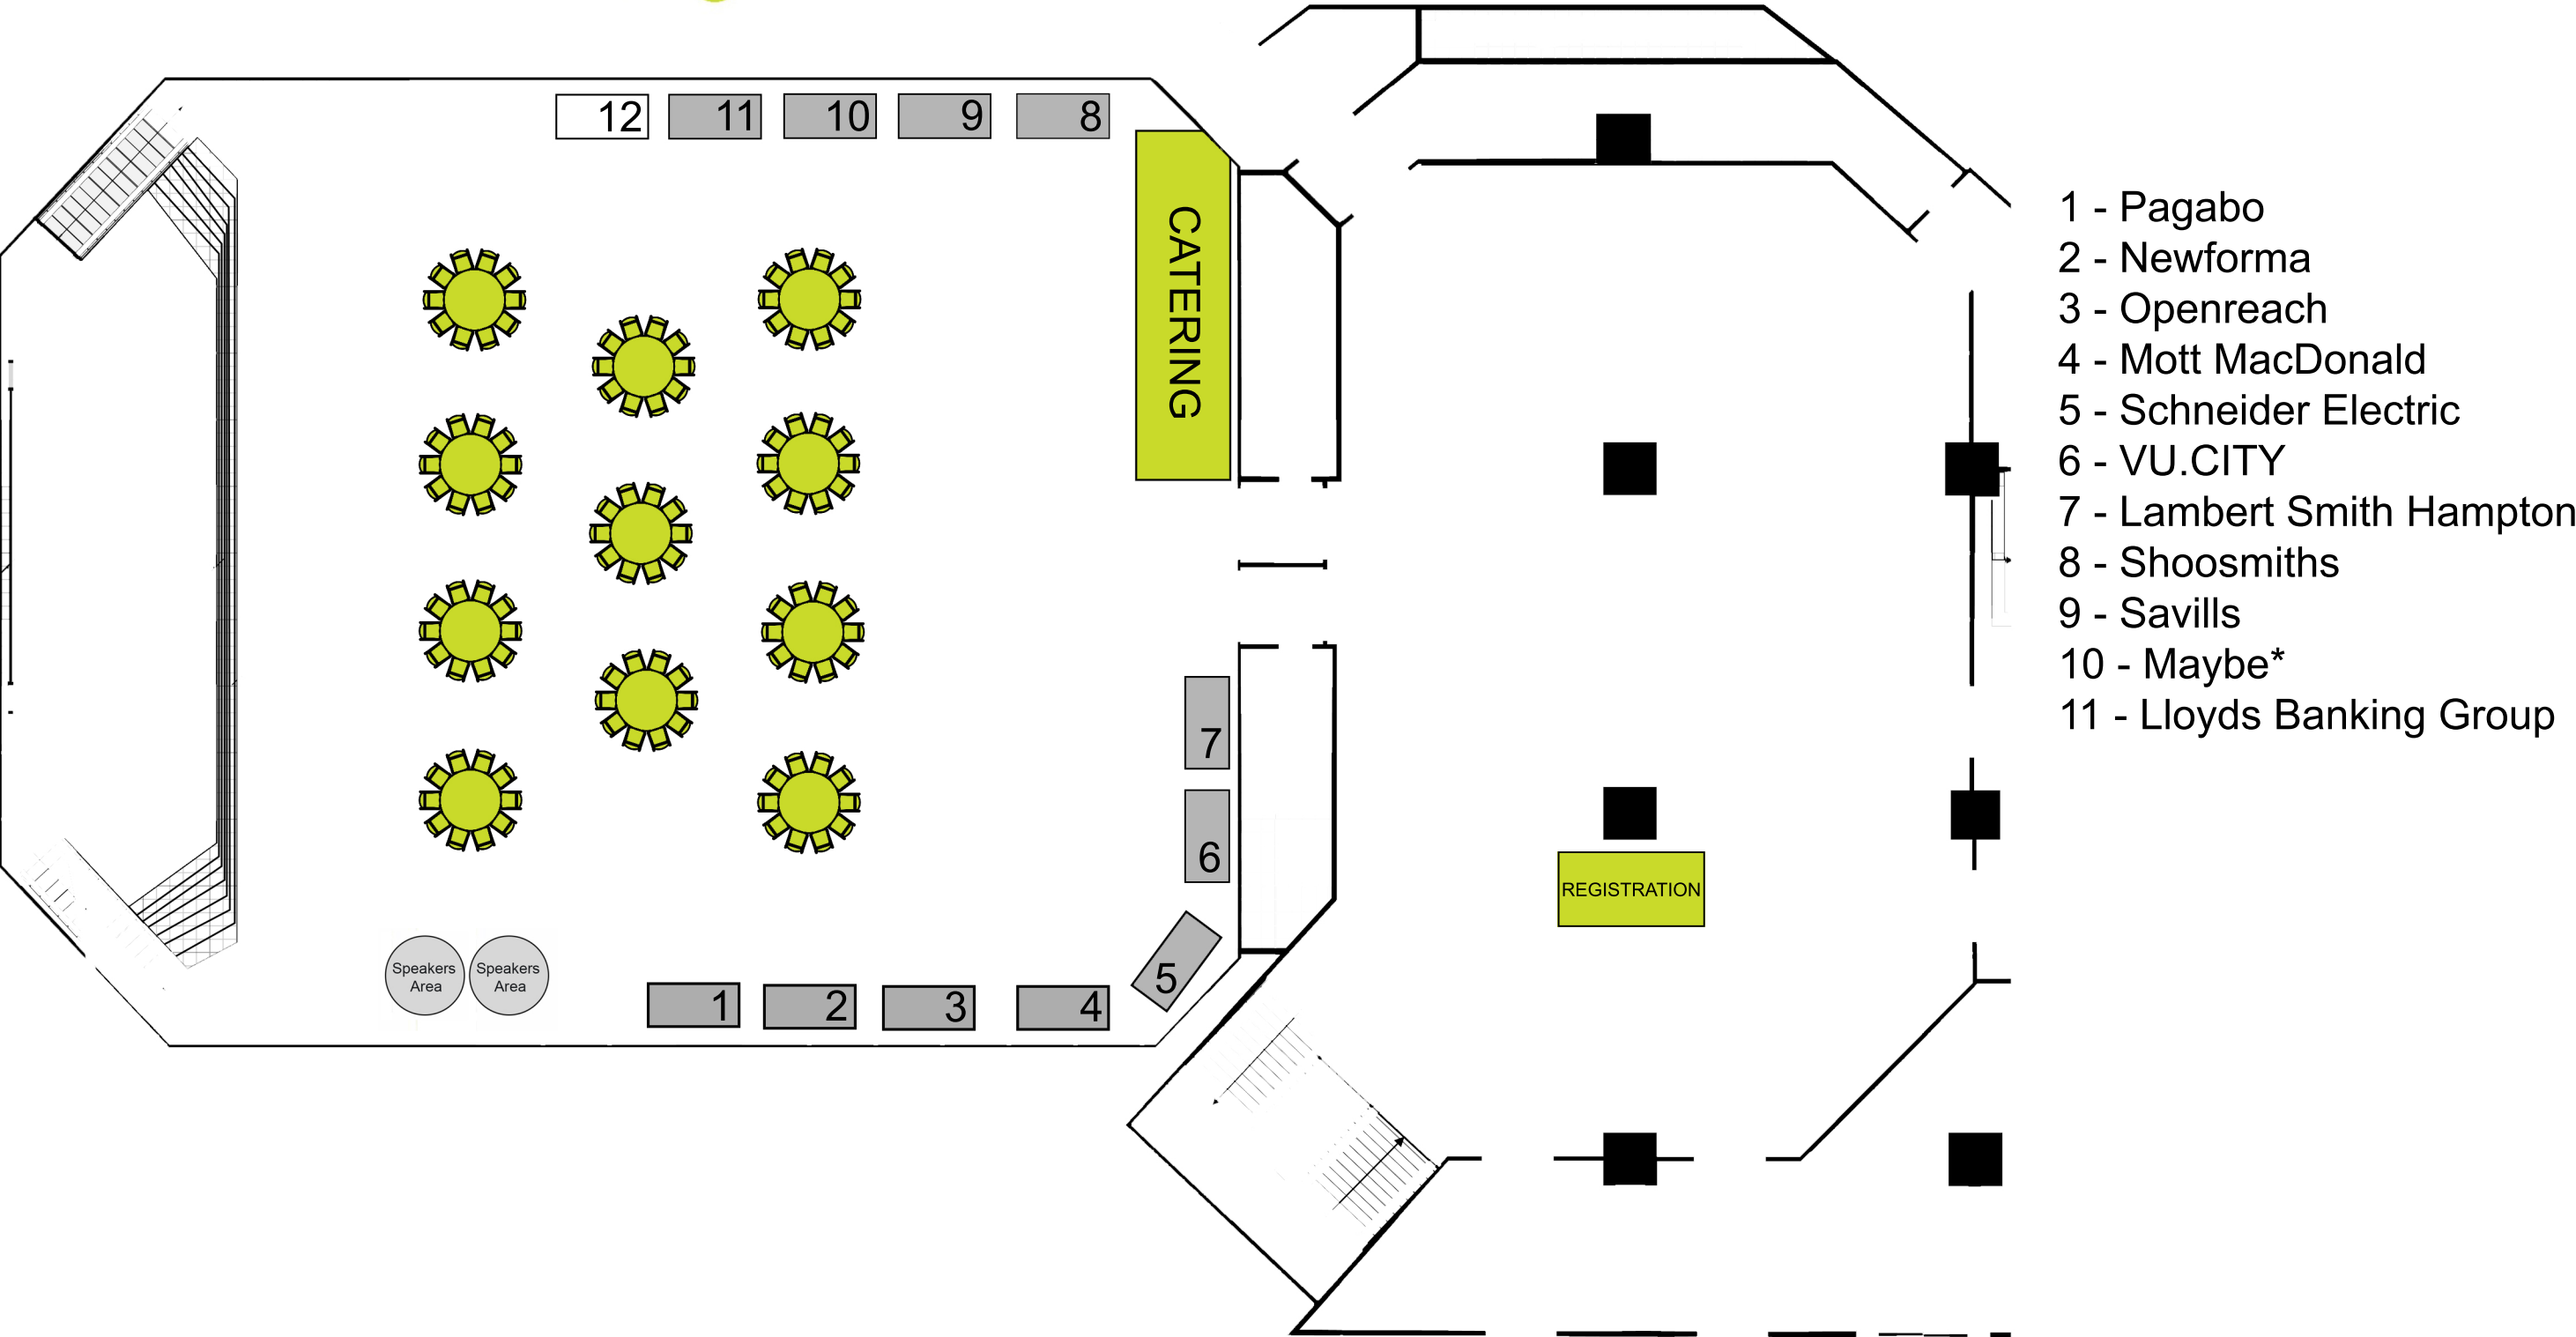 12
11
10
9
8
CATERING
7
6
5
1
2
3
4
Speakers
Area
Speakers
Area
REGISTRATION
1 - Pagabo
2 - Newforma
3 - Openreach
4 - Mott MacDonald
5 - Schneider Electric
6 - VU.CITY
7 - Lambert Smith Hampton
8 - Shoosmiths
9 - Savills
10 - Maybe*
11 - Lloyds Banking Group